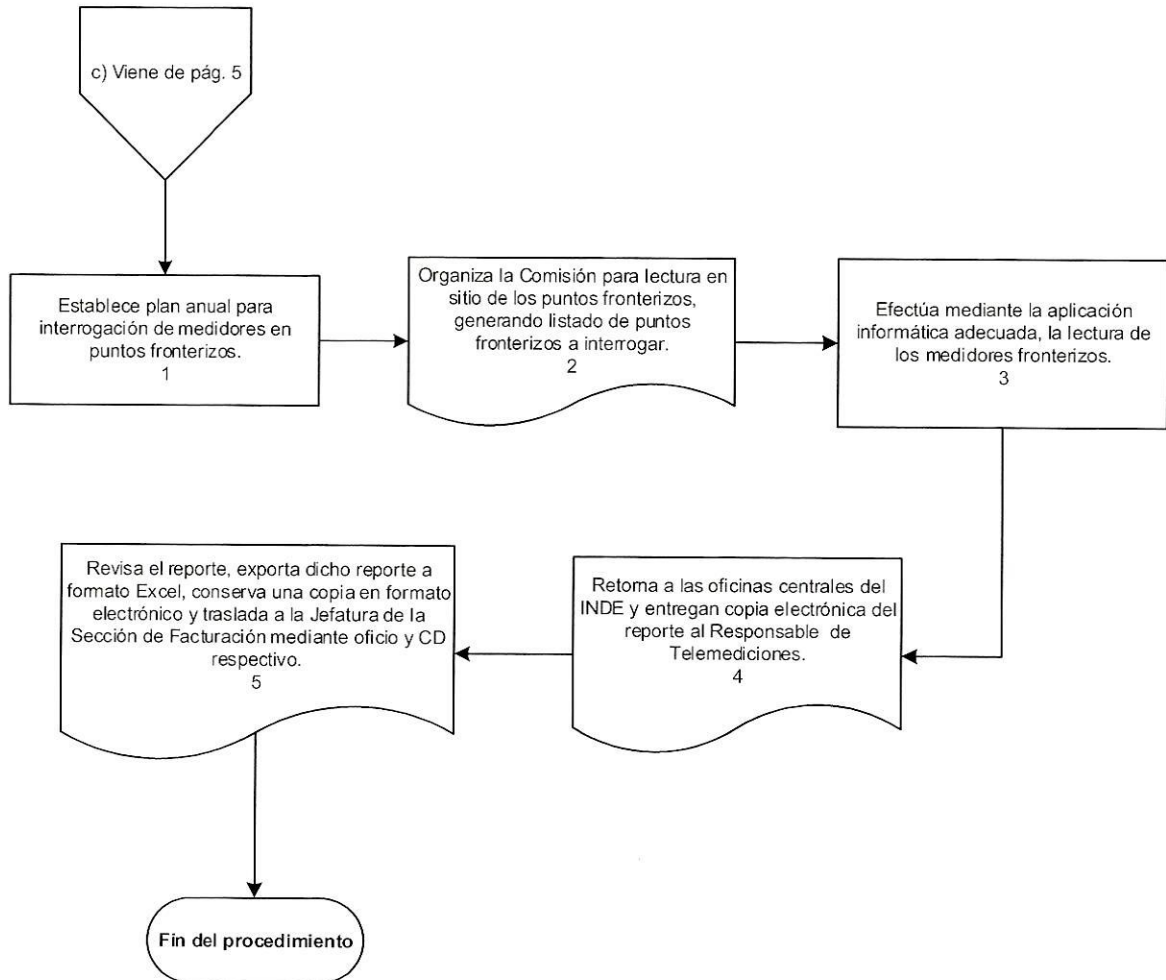 c) Viene de pág. 5
Establece plan anual para
interrogación de medidores en
puntos fronterizos.
1
Organiza la Comisión para lectura en
sitio de los puntos fronterizos,
generando listado de puntos
fronterizos a interrogar.
2
Efectúa mediante la aplicación
informática adecuada, la lectura de
los medidores fronterizos.
3
Retorna a las oficinas centrales del
INDE y entregan copia electrónica del
reporte al Responsable de
Telemediciones.
4
Revisa el reporte, exporta dicho reporte a
formato Excel, conserva una copia en formato
electrónico y traslada a la Jefatura de la
Sección de Facturación mediante oficio y CD
respectivo.
5
Fin del procedimiento